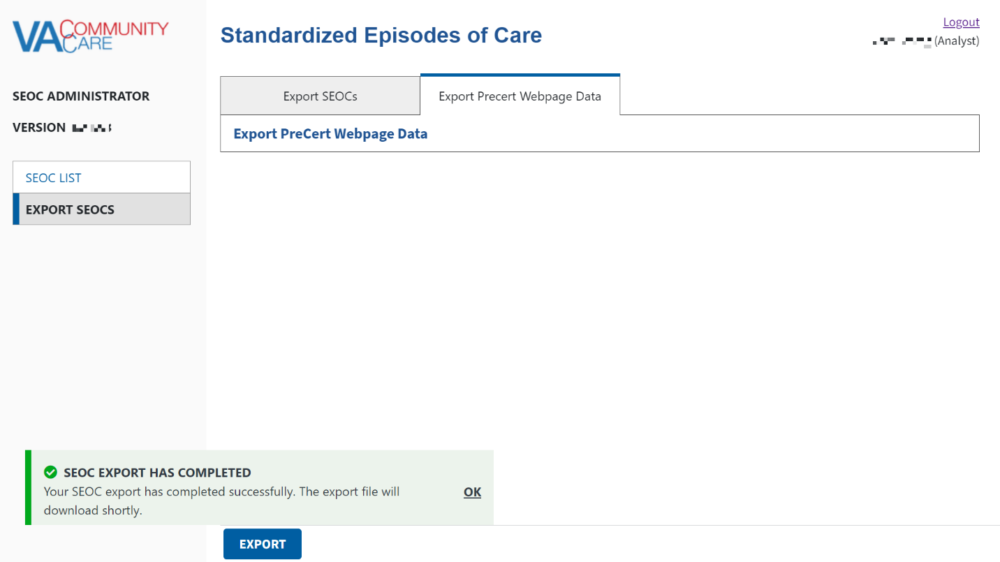 VA COMMUNITY CARE
Standardized Episodes of Care
Logout
(Analyst)
SEOC ADMINISTRATOR
VERSION
SEOC LIST
EXPORT SEOCS
Export SEOCs
Export Precert Webpage Data
Export PreCert Webpage Data
SEOC EXPORT HAS COMPLETED
Your SEOC export has completed successfully. The export file will
download shortly.
OK
EXPORT